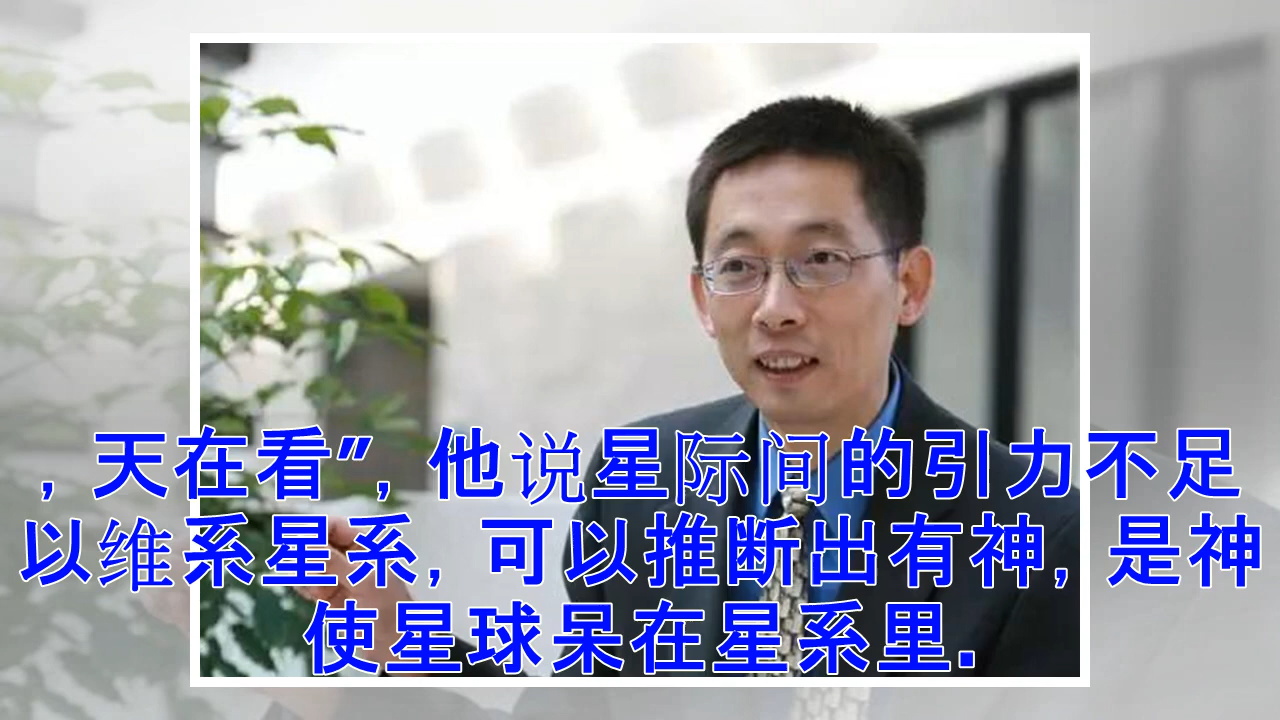 , 天在看”, 他说星际间的引力不足
以维系星系, 可以推断出有神, 是神
使星球呆在星系里.